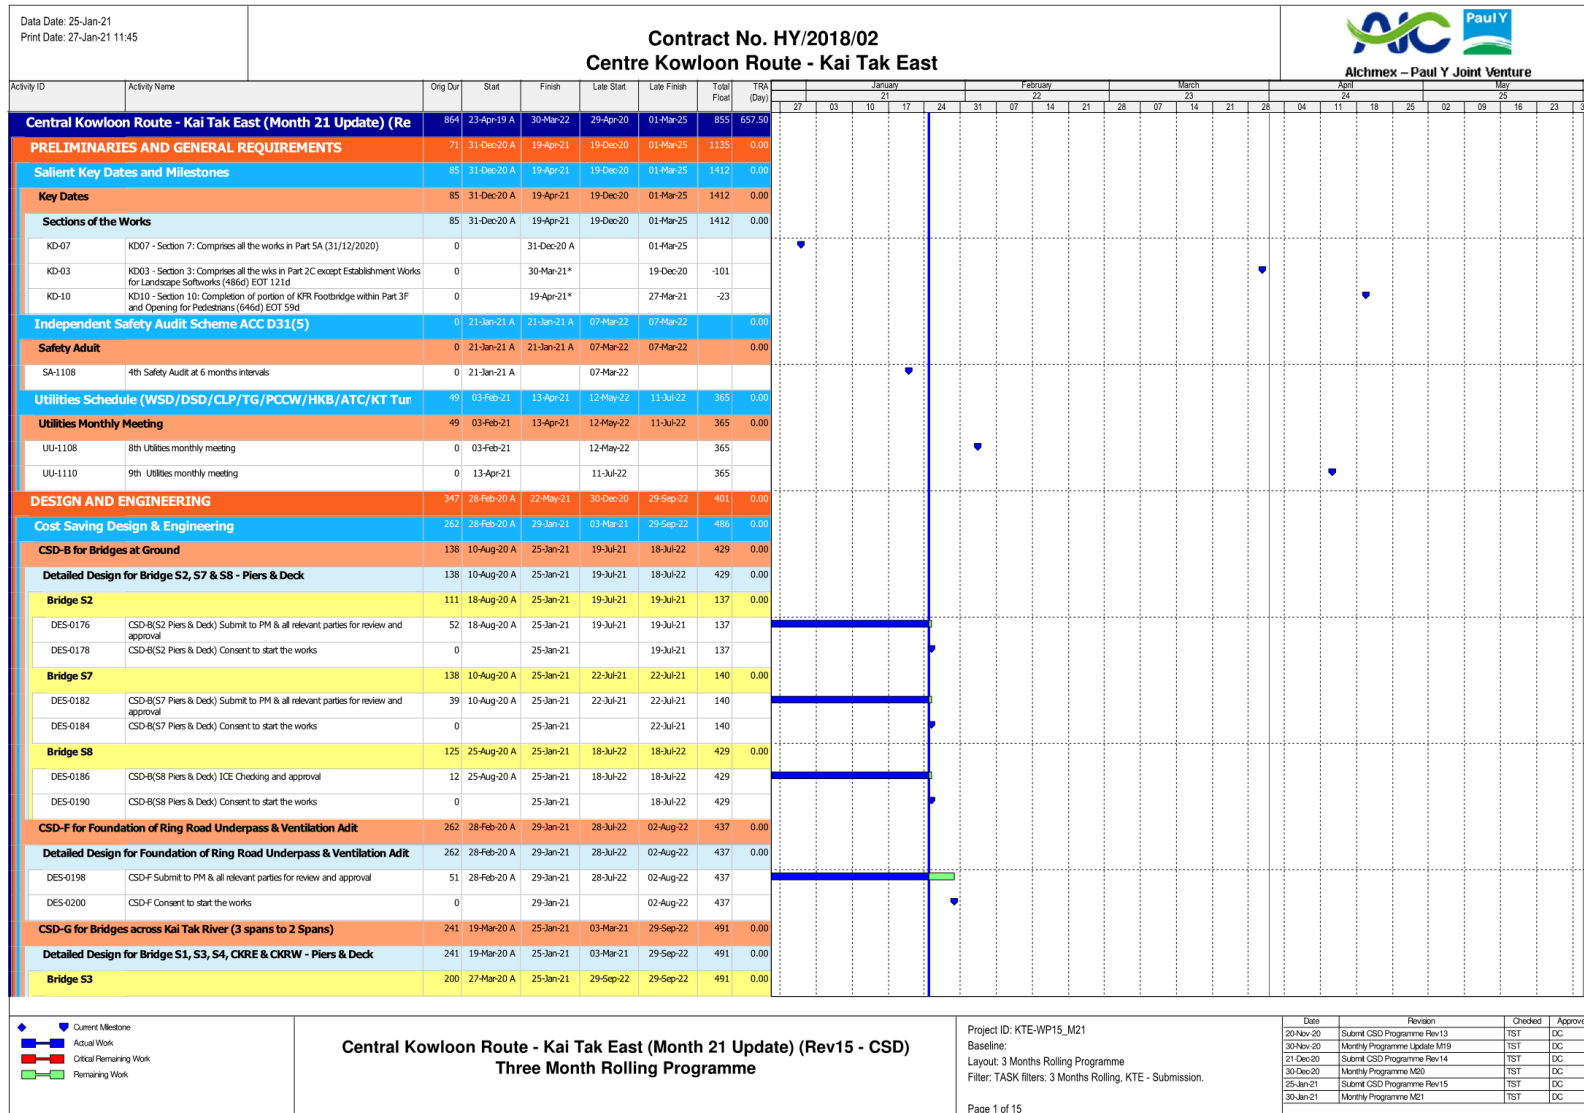 Data Date: 25-Jan-21
Print Date: 27-Jan-21 11:45
Contract No. HY/2018/02
Centre Kowloon Route - Kai Tak East
AJC
Paul Y
Alchmex – Paul Y Joint Venture
Activity ID Activity Name Orig Dur Start Finish Late Start Late Finish Total Float TRA (Day)
January February March April May
21 22 23 24 25
27 03 10 17 24 31 07 14 21 28 07 14 21 28 04 11 18 25 02 09 16 23 3
Central Kowloon Route - Kai Tak East (Month 21 Update) (Re 864 23-Apr-19 A 30-Mar-22 29-Apr-20 01-Mar-25 855 657.50
PRELIMINARIES AND GENERAL REQUIREMENTS 71 31-Dec-20 A 19-Apr-21 19-Dec-20 01-Mar-25 1135 0.00
Salient Key Dates and Milestones 85 31-Dec-20 A 19-Apr-21 19-Dec-20 01-Mar-25 1412 0.00
Key Dates 85 31-Dec-20 A 19-Apr-21 19-Dec-20 01-Mar-25 1412 0.00
Sections of the Works 85 31-Dec-20 A 19-Apr-21 19-Dec-20 01-Mar-25 1412 0.00
KD-07 KD07 - Section 7: Comprises all the works in Part 5A (31/12/2020) 0 31-Dec-20 A 01-Mar-25
KD-03 KD03 - Section 3: Comprises all the wks in Part 2C except Establishment Works 0 30-Mar-21* 19-Dec-20 -101
for Landscape Softworks (486d) EOT 121d
KD-10 KD10 - Section 10: Completion of portion of KFR Footbridge within Part 3F 0 19-Apr-21* 27-Mar-21 -23
and Opening for Pedestrians (646d) EOT 59d
Independent Safety Audit Scheme ACC D31(5) 0 21-Jan-21 A 21-Jan-21 A 07-Mar-22 07-Mar-22 0.00
Safety Aduit 0 21-Jan-21 A 21-Jan-21 A 07-Mar-22 07-Mar-22 0.00
SA-1108 4th Safety Audit at 6 months intervals 0 21-Jan-21 A 07-Mar-22
Utilities Schedule (WSD/DSD/CLP/TG/PCCW/HKB/ATC/KT Tur 49 03-Feb-21 13-Apr-21 12-May-22 11-Jul-22 365 0.00
Utilities Monthly Meeting 49 03-Feb-21 13-Apr-21 12-May-22 11-Jul-22 365 0.00
UU-1108 8th Utilities monthly meeting 0 03-Feb-21 12-May-22 365
UU-1110 9th Utilities monthly meeting 0 13-Apr-21 11-Jul-22 365
DESIGN AND ENGINEERING 347 28-Feb-20 A 22-May-21 30-Dec-20 29-Sep-22 401 0.00
Cost Saving Design & Engineering 262 28-Feb-20 A 29-Jan-21 03-Mar-21 29-Sep-22 486 0.00
CSD-B for Bridges at Ground 138 10-Aug-20 A 25-Jan-21 19-Jul-21 18-Jul-22 429 0.00
Detailed Design for Bridge S2, S7 & S8 - Piers & Deck 138 10-Aug-20 A 25-Jan-21 19-Jul-21 18-Jul-22 429 0.00
Bridge S2 111 18-Aug-20 A 25-Jan-21 19-Jul-21 19-Jul-21 137 0.00
DES-0176 CSD-B(S2 Piers & Deck) Submit to PM & all relevant parties for review and 52 18-Aug-20 A 25-Jan-21 19-Jul-21 19-Jul-21 137
approval
DES-0178 CSD-B(S2 Piers & Deck) Consent to start the works 0 25-Jan-21 19-Jul-21 137
Bridge S7 138 10-Aug-20 A 25-Jan-21 22-Jul-21 22-Jul-21 140 0.00
DES-0182 CSD-B(S7 Piers & Deck) Submit to PM & all relevant parties for review and 39 10-Aug-20 A 25-Jan-21 22-Jul-21 22-Jul-21 140
approval
DES-0184 CSD-B(S7 Piers & Deck) Consent to start the works 0 25-Jan-21 22-Jul-21 140
Bridge S8 125 25-Aug-20 A 25-Jan-21 18-Jul-22 18-Jul-22 429 0.00
DES-0186 CSD-B(S8 Piers & Deck) ICE Checking and approval 12 25-Aug-20 A 25-Jan-21 18-Jul-22 18-Jul-22 429
DES-0190 CSD-B(S8 Piers & Deck) Consent to start the works 0 25-Jan-21 18-Jul-22 429
CSD-F for Foundation of Ring Road Underpass & Ventilation Adit 262 28-Feb-20 A 29-Jan-21 28-Jul-22 02-Aug-22 437 0.00
Detailed Design for Foundation of Ring Road Underpass & Ventilation Adit 262 28-Feb-20 A 29-Jan-21 28-Jul-22 02-Aug-22 437 0.00
DES-0198 CSD-F Submit to PM & all relevant parties for review and approval 51 28-Feb-20 A 29-Jan-21 28-Jul-22 02-Aug-22 437
DES-0200 CSD-F Consent to start the works 0 29-Jan-21 02-Aug-22 437
CSD-G for Bridges across Kai Tak River (3 spans to 2 Spans) 241 19-Mar-20 A 25-Jan-21 03-Mar-21 29-Sep-22 491 0.00
Detailed Design for Bridge S1, S3, S4, CKRE & CKRW - Piers & Deck 241 19-Mar-20 A 25-Jan-21 03-Mar-21 29-Sep-22 491 0.00
Bridge S3 200 27-Mar-20 A 25-Jan-21 29-Sep-22 29-Sep-22 491 0.00
Current Milestone
Actual Work
Critical Remaining Work
Remaining Work
Central Kowloon Route - Kai Tak East (Month 21 Update) (Rev15 - CSD)
Three Month Rolling Programme
Project ID: KTE-WP15_M21
Baseline:
Layout: 3 Months Rolling Programme
Filter: TASK filters: 3 Months Rolling, KTE - Submission.
Page 1 of 15
Date Revision Checked Approve
20-Nov-20 Submit CSD Programme Rev13 TST DC
30-Nov-20 Monthly Programme Update M19 TST DC
21-Dec-20 Submit CSD Programme Rev14 TST DC
30-Dec-20 Monthly Programme M20 TST DC
25-Jan-21 Submit CSD Programme Rev15 TST DC
30-Jan-21 Monthly Programme M21 TST DC